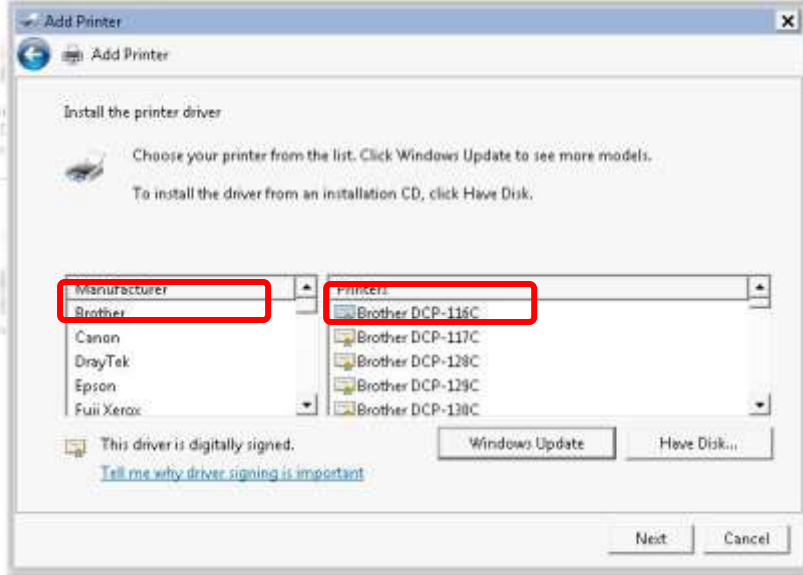 Add Printer
Add Printer
Install the printer driver
Choose your printer from the list. Click Windows Update to see more models.
To install the driver from an installation CD, click Have Disk.
Manufacturer
Printers
Brother
Brother DCP-116C
Canon
Brother DCP-117C
DrayTek
Brother DCP-128C
Epson
Brother DCP-129C
Fuji Xerox
Brother DCP-130C
This driver is digitally signed.
Windows Update
Have Disk...
Tell me why driver signing is important
Next
Cancel